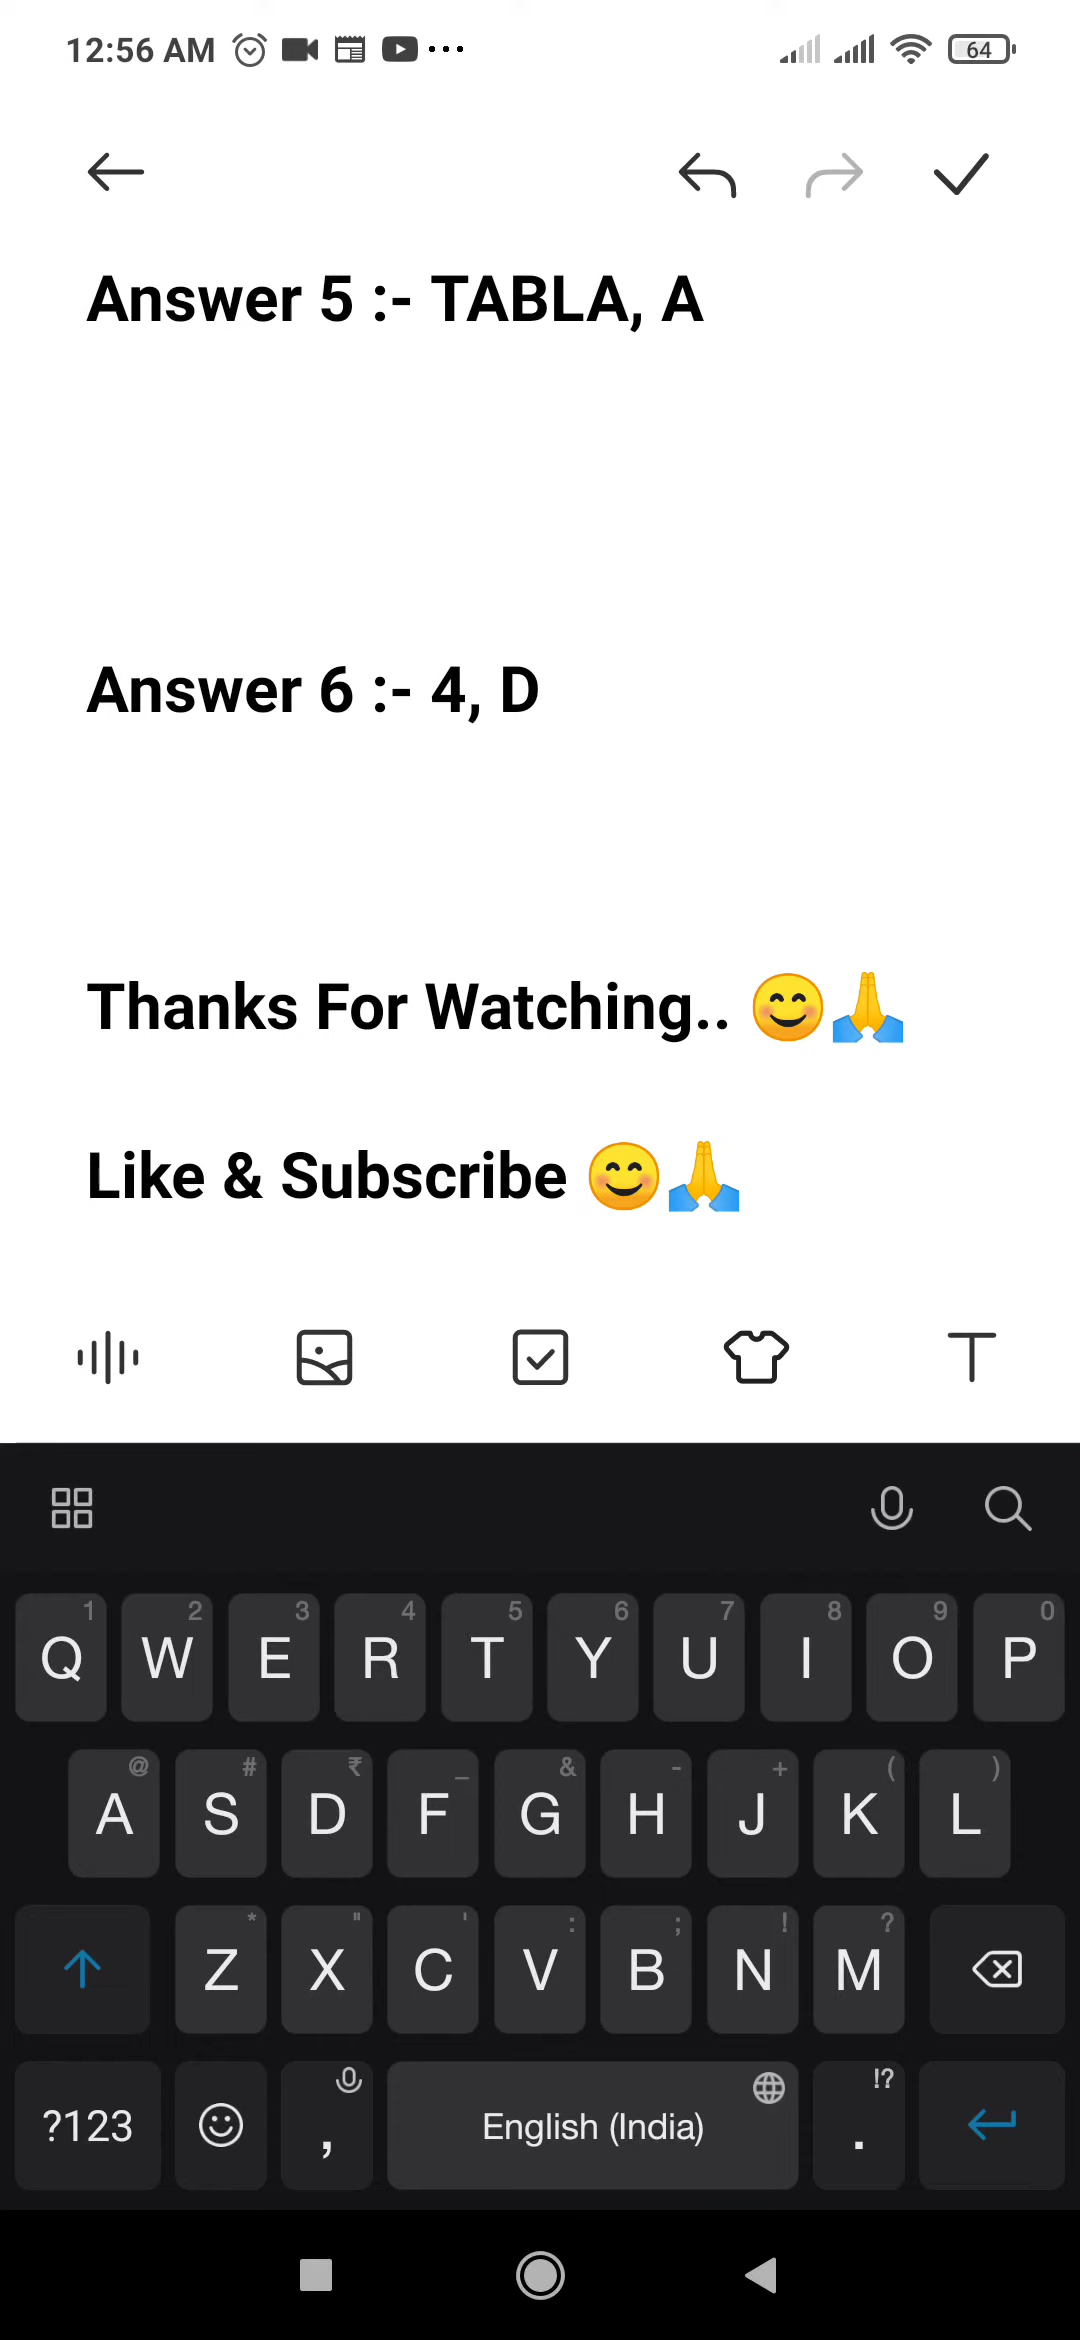 12:56 AM 64
Answer 5 :- TABLA, A
Answer 6 :- 4, D
Thanks For Watching.. 😊🙏
Like & Subscribe 😊🙏
1 2 3 4 5 6 7 8 9 0
Q W E R T Y U I O P
@ # ₹ _ & - + ( )
A S D F G H J K L
* " ' : ; ! ?
Z X C V B N M
!?
?123 , English (India) .